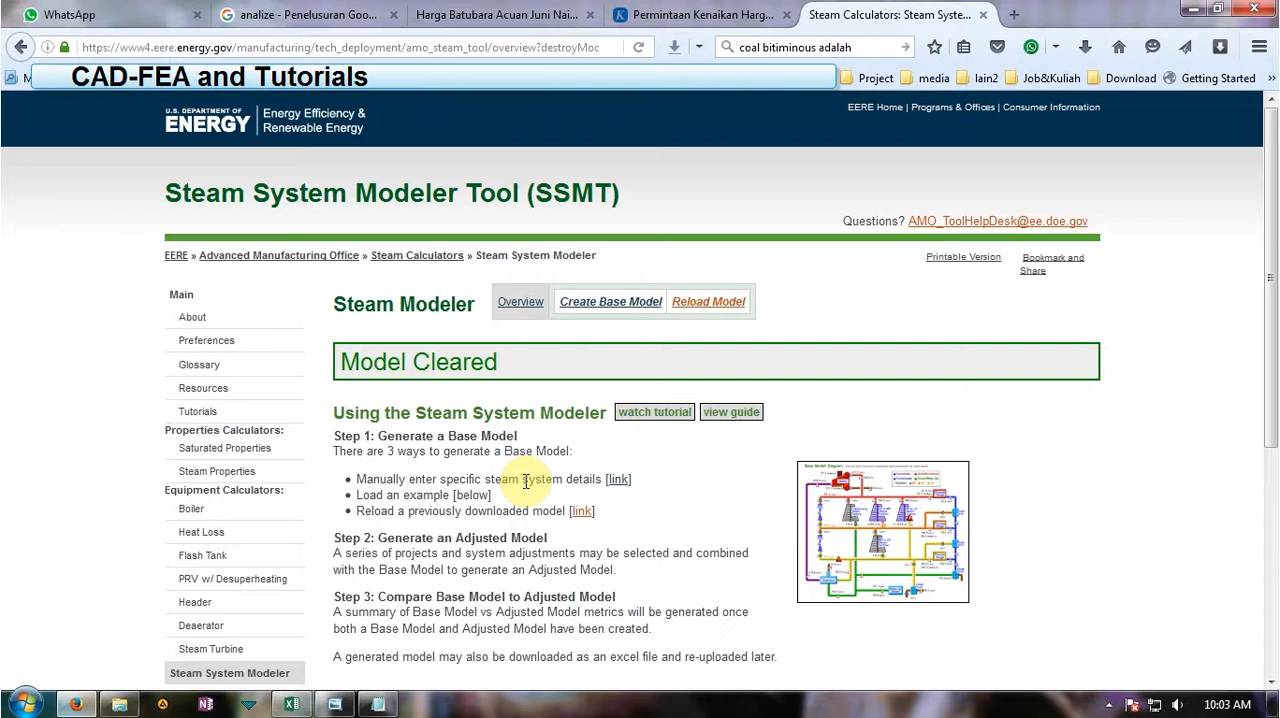 WhatsApp
analize - Penelusuran Goo...
Harga Batubara Acuan Juni Nai...
Permintaan Kenaikan Harg...
Steam Calculators: Steam Syste...
https://www4.eere.energy.gov/manufacturing/tech_deployment/amo_steam_tool/overview?destroyMoc
coal bitiminous adalah
M
CAD-FEA and Tutorials
Project
media
lain2
Job&Kuliah
Download
Getting Started
U.S. DEPARTMENT OF
ENERGY
Energy Efficiency &
Renewable Energy
EERE Home | Programs & Offices | Consumer Information
Steam System Modeler Tool (SSMT)
Questions? AMO_ToolHelpDesk@ee.doe.gov
EERE » Advanced Manufacturing Office » Steam Calculators » Steam System Modeler
Printable Version
Bookmark and
Share
Main
About
Preferences
Glossary
Resources
Tutorials
Properties Calculators:
Saturated Properties
Steam Properties
Equipment Calculators:
Boiler
Heat Loss
Flash Tank
PRV w/ Desuperheating
Header
Deaerator
Steam Turbine
Steam System Modeler
Steam Modeler
Overview
Create Base Model
Reload Model
Model Cleared
Using the Steam System Modeler
watch tutorial
view guide
Step 1: Generate a Base Model
There are 3 ways to generate a Base Model:
• Manually enter specific steam system details [link]
• Load an example [below]
• Reload a previously downloaded model [link]
Step 2: Generate an Adjusted Model
A series of projects and system adjustments may be selected and combined
with the Base Model to generate an Adjusted Model.
Step 3: Compare Base Model to Adjusted Model
A summary of Base Model vs Adjusted Model metrics will be generated once
both a Base Model and Adjusted Model have been created.
A generated model may also be downloaded as an excel file and re-uploaded later.
10:03 AM